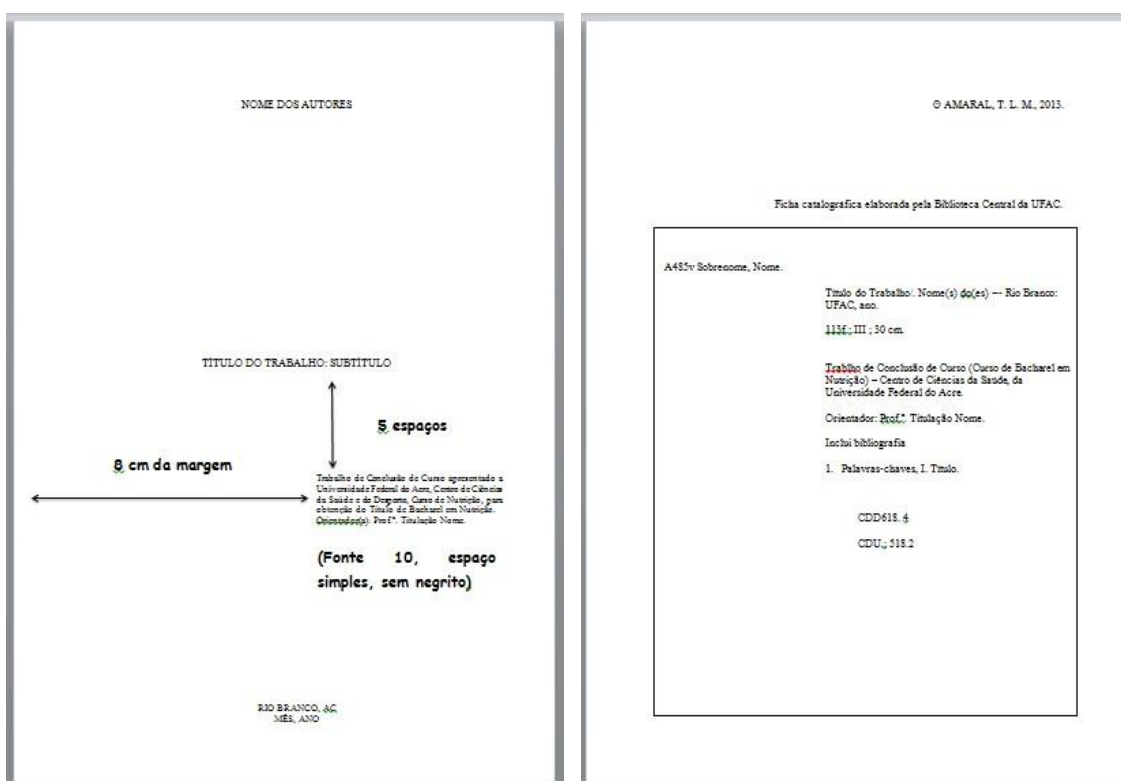 NOME DOS AUTORES
TÍTULO DO TRABALHO: SUBTÍTULO
5 espaços
8 cm da margem
Trabalho de Conclusão de Curso apresentado a
Universidade Federal do Acre, Centro de Ciências
da Saúde e do Desporto, Curso de Nutrição, para
obtenção do Título de Bacharel em Nutrição.
Orientador(a): Prof.ª. Titulação Nome.
(Fonte 10, espaço
simples, sem negrito)
RIO BRANCO, AC
MÊS, ANO
© AMARAL, T. L. M., 2013.
Ficha catalográfica elaborada pela Biblioteca Central da UFAC.
A485v Sobrenome, Nome.
Título do Trabalho/. Nome(s) do(es) --- Rio Branco:
UFAC, ano.
113f.; III ; 30 cm.
Trablho de Conclusão de Curso (Curso de Bacharel em
Nutrição) – Centro de Ciências da Saúde, da
Universidade Federal do Acre.
Orientador: Prof.ª. Titulação Nome.
Inclui bibliografia
1. Palavras-chaves, I. Título.
CDD618. 4
CDU.; 518.2